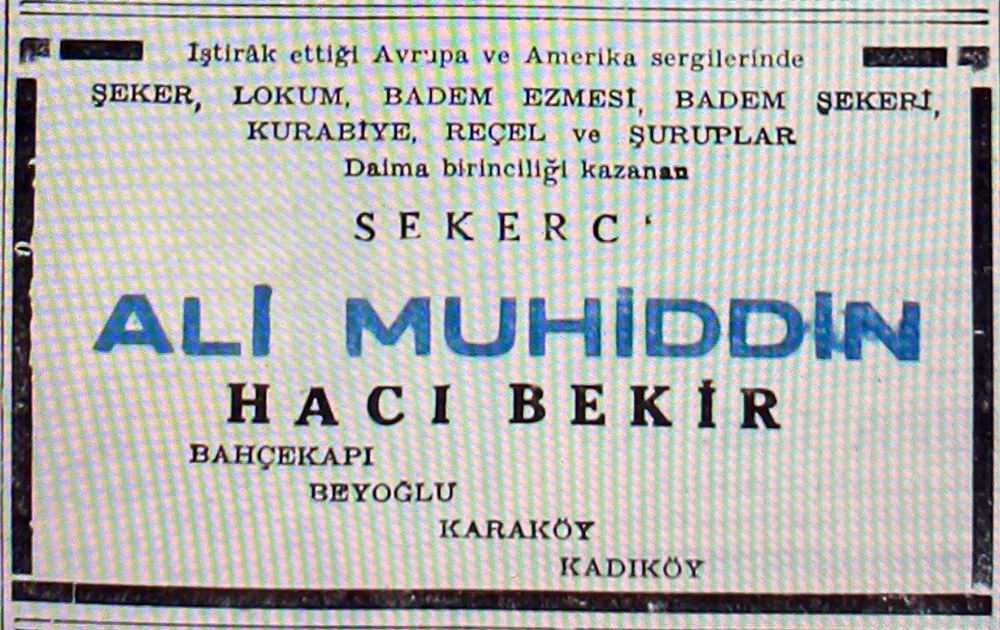 Iştirâk ettiği Avrupa ve Amerika sergilerinde
ŞEKER, LOKUM, BADEM EZMESİ, BADEM ŞEKERİ,
KURABİYE, REÇEL ve ŞURUPLAR
Daima birinciliği kazanan
SEKERC‘
ALİ MUHİDDİN
HACI BEKİR
BAHÇEKAPI
BEYOĞLU
KARAKÖY
KADIKÖY